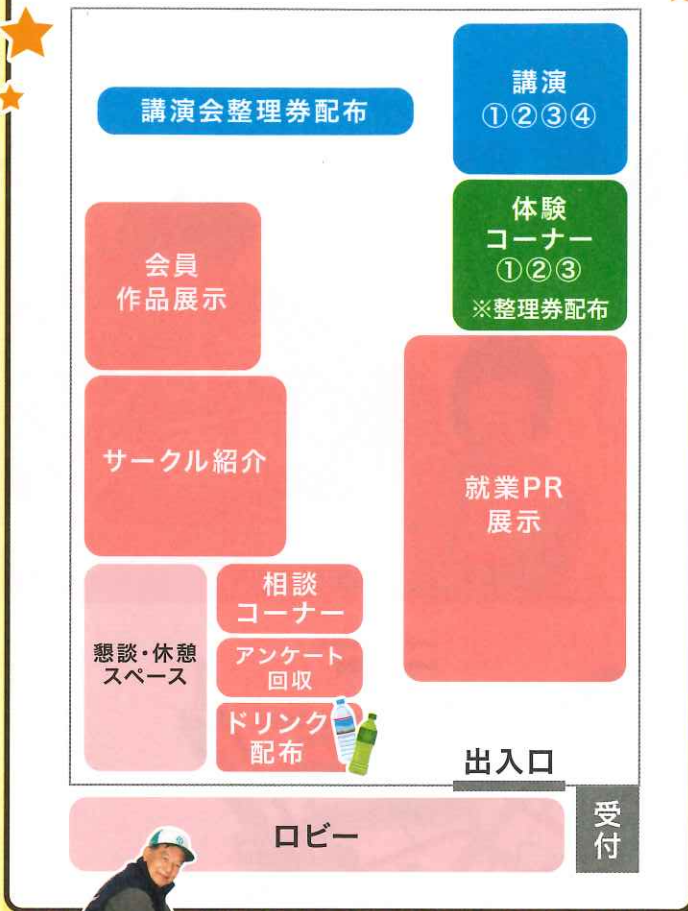 講演会整理券配布
講演
①②③④
体験
コーナー
①②③
※整理券配布
会員
作品展示
サークル紹介
就業PR
展示
相談
コーナー
懇談・休憩
スペース
アンケート
回収
ドリンク
配布
出入口
受付
ロビー